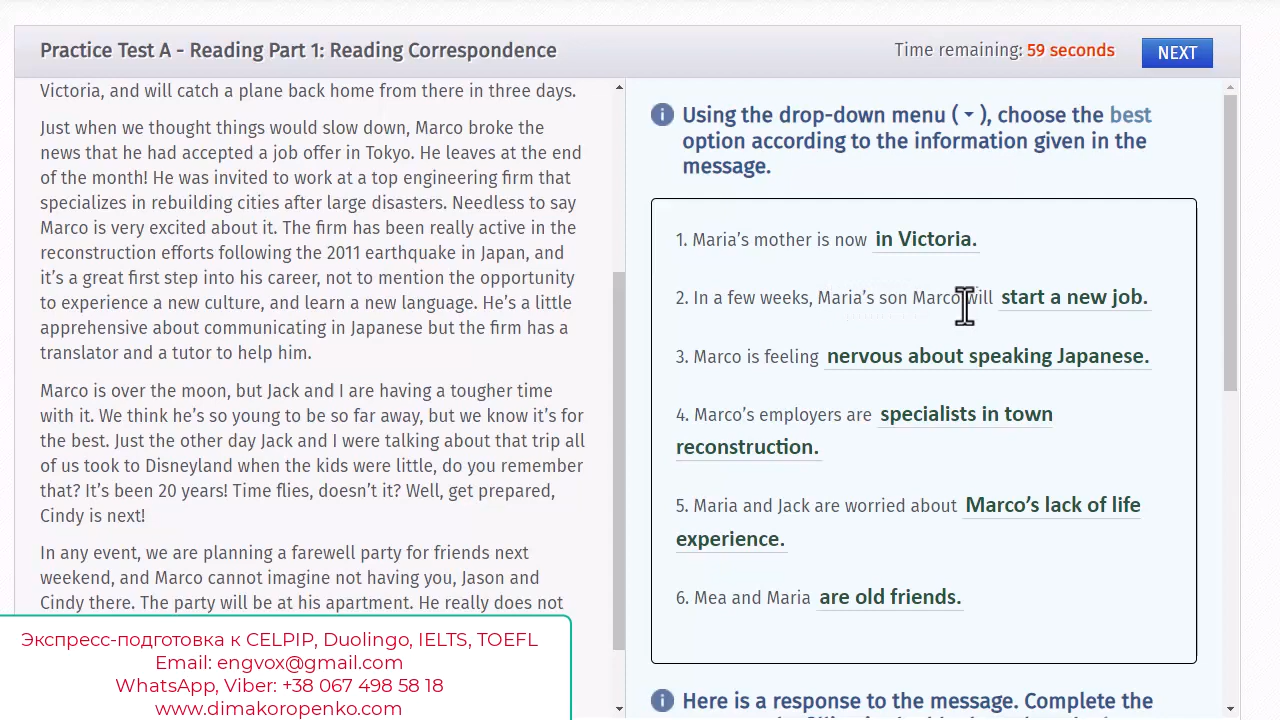 Practice Test A - Reading Part 1: Reading Correspondence
Time remaining: 59 seconds
NEXT
Victoria, and will catch a plane back home from there in three days.
Just when we thought things would slow down, Marco broke the
news that he had accepted a job offer in Tokyo. He leaves at the end
of the month! He was invited to work at a top engineering firm that
specializes in rebuilding cities after large disasters. Needless to say
Marco is very excited about it. The firm has been really active in the
reconstruction efforts following the 2011 earthquake in Japan, and
it's a great first step into his career, not to mention the opportunity
to experience a new culture, and learn a new language. He's a little
apprehensive about communicating in Japanese but the firm has a
translator and a tutor to help him.
Marco is over the moon, but Jack and I are having a tougher time
with it. We think he's so young to be so far away, but we know it's for
the best. Just the other day Jack and I were talking about that trip all
of us took to Disneyland when the kids were little, do you remember
that? It's been 20 years! Time flies, doesn't it? Well, get prepared,
Cindy is next!
In any event, we are planning a farewell party for friends next
weekend, and Marco cannot imagine not having you, Jason and
Cindy there. The party will be at his apartment. He really does not
Экспресс-подготовка к CELPIP, Duolingo, IELTS, TOEFL
Email: engvox@gmail.com
WhatsApp, Viber: +38 067 498 58 18
www.dimakoropenko.com
Using the drop-down menu ( ), choose the best
option according to the information given in the
message.
1. Maria's mother is now in Victoria.
2. In a few weeks, Maria's son Marco will start a new job.
3. Marco is feeling nervous about speaking Japanese.
4. Marco's employers are specialists in town
reconstruction.
5. Maria and Jack are worried about Marco's lack of life
experience.
6. Mea and Maria are old friends.
Here is a response to the message. Complete the